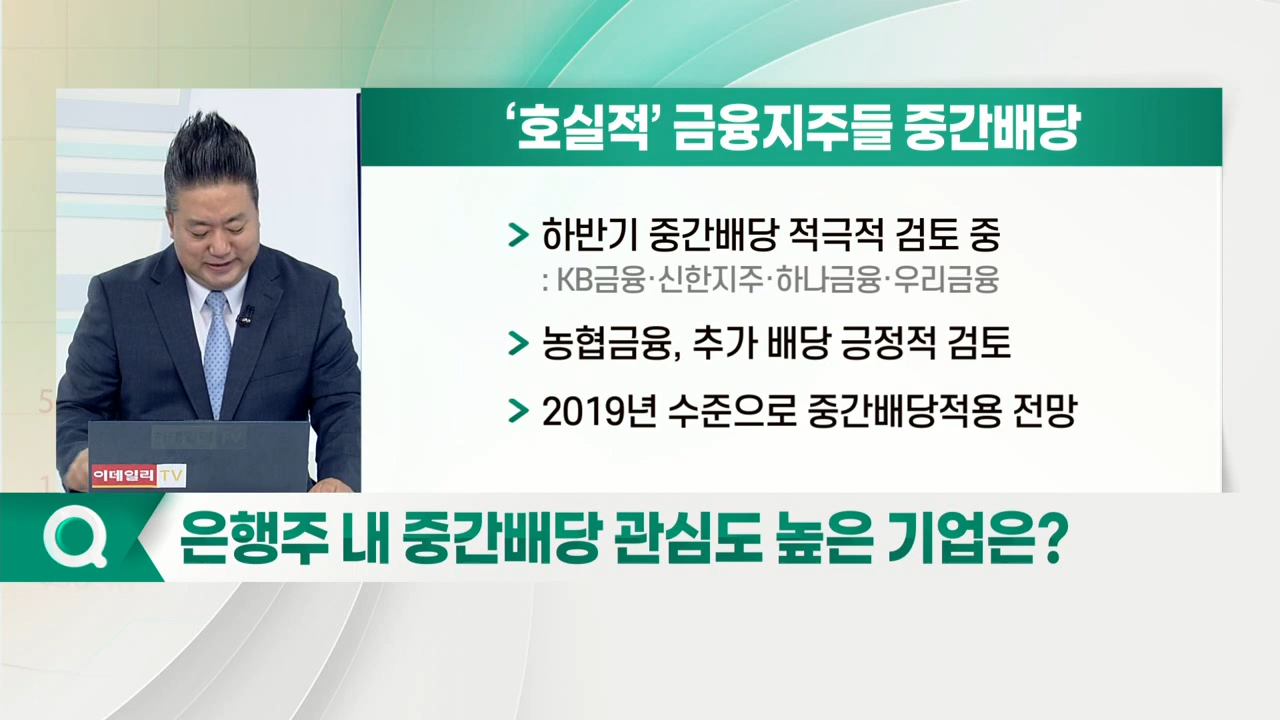 ‘호실적’ 금융지주들 중간배당
> 하반기 중간배당 적극적 검토 중
: KB금융·신한지주·하나금융·우리금융
> 농협금융, 추가 배당 긍정적 검토
> 2019년 수준으로 중간배당적용 전망
이데일리 TV
Q 은행주 내 중간배당 관심도 높은 기업은?